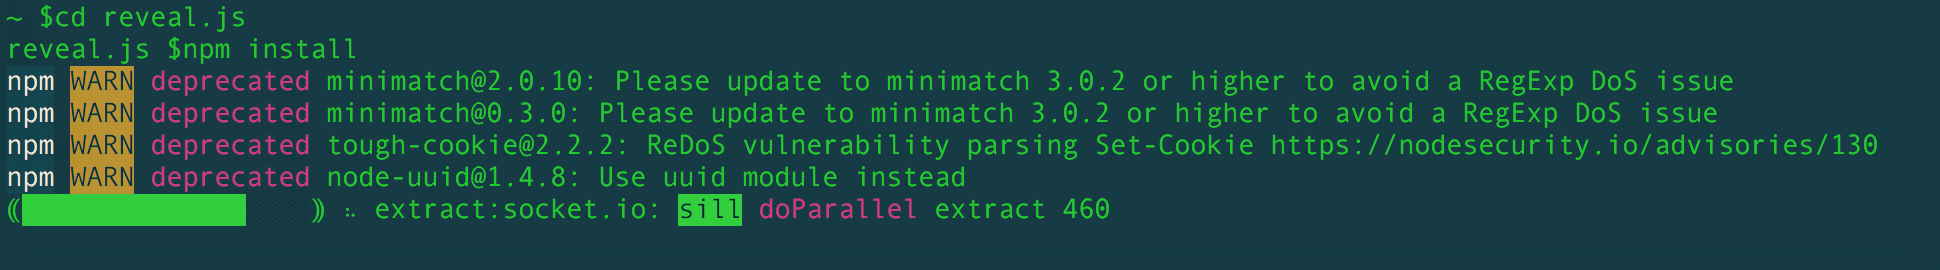 ~ $cd reveal.js
reveal.js $npm install
npm WARN deprecated minimatch@2.0.10: Please update to minimatch 3.0.2 or higher to avoid a RegExp DoS issue
npm WARN deprecated minimatch@0.3.0: Please update to minimatch 3.0.2 or higher to avoid a RegExp DoS issue
npm WARN deprecated tough-cookie@2.2.2: ReDoS vulnerability parsing Set-Cookie https://nodesecurity.io/advisories/130
npm WARN deprecated node-uuid@1.4.8: Use uuid module instead
⸨          ⸩ ⠦ extract:socket.io: sill doParallel extract 460